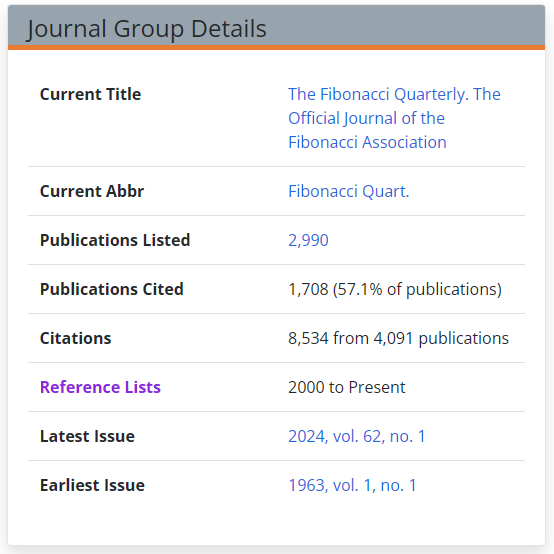 Journal Group Details
Current Title
The Fibonacci Quarterly. The
Official Journal of the
Fibonacci Association
Current Abbr
Fibonacci Quart.
Publications Listed
2,990
Publications Cited
1,708 (57.1% of publications)
Citations
8,534 from 4,091 publications
Reference Lists
2000 to Present
Latest Issue
2024, vol. 62, no. 1
Earliest Issue
1963, vol. 1, no. 1